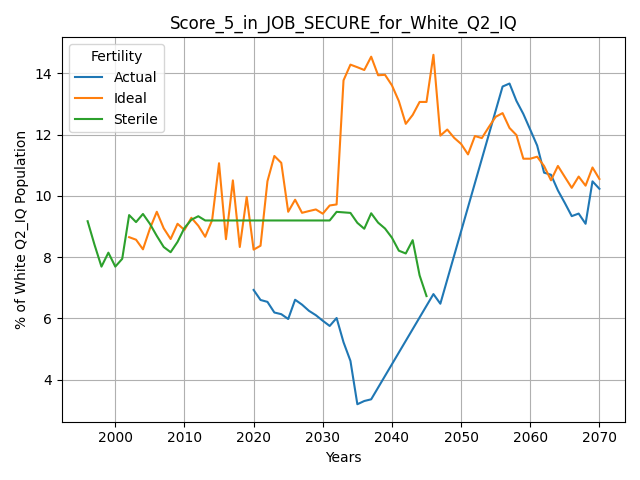 Score_5_in_JOB_SECURE_for_White_Q2_IQ
Fertility
Actual
Ideal
Sterile
% of White Q2_IQ Population
14
12
10
8
6
4
2000
2010
2020
2030
2040
2050
2060
2070
Years